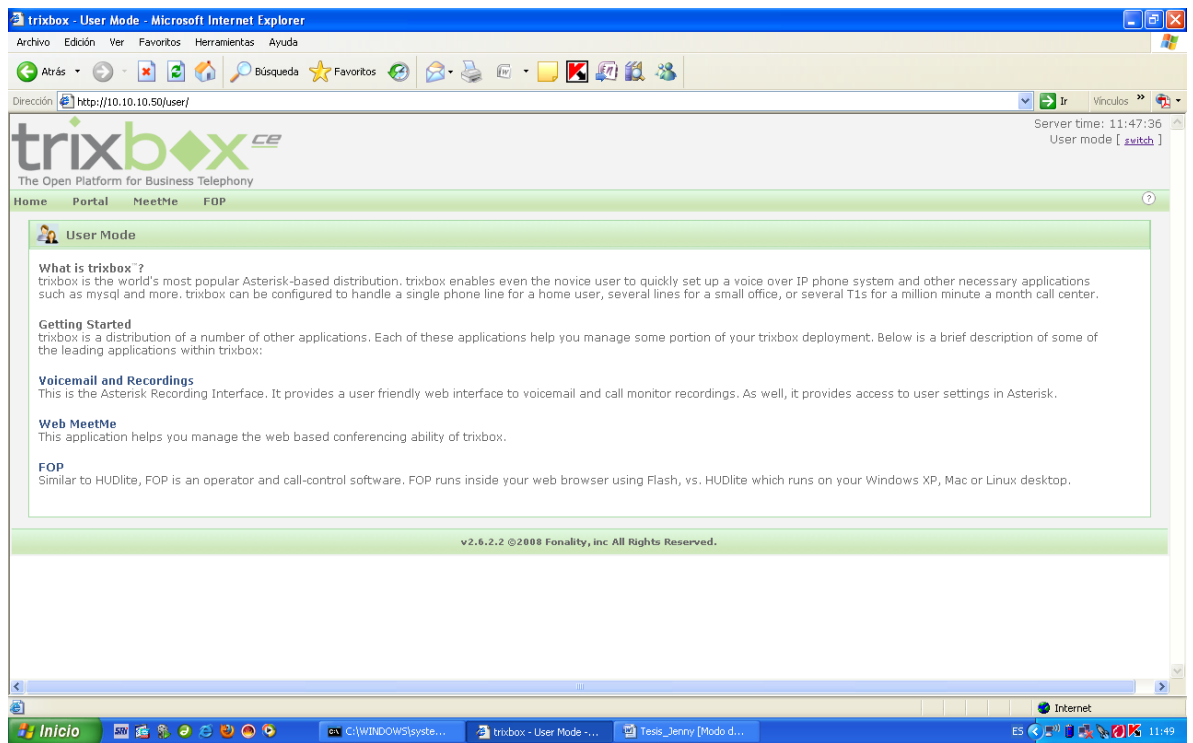 trixbox - User Mode - Microsoft Internet Explorer
Archivo Edición Ver Favoritos Herramientas Ayuda
Atrás Búsqueda Favoritos
Dirección http://10.10.10.50/user/ Ir Vínculos »
Server time: 11:47:36
User mode [ switch ]
trixbox ce
The Open Platform for Business Telephony
Home Portal MeetMe FOP ?
User Mode
What is trixbox™?
trixbox is the world's most popular Asterisk-based distribution. trixbox enables even the novice user to quickly set up a voice over IP phone system and other necessary applications
such as mysql and more. trixbox can be configured to handle a single phone line for a home user, several lines for a small office, or several T1s for a million minute a month call center.
Getting Started
trixbox is a distribution of a number of other applications. Each of these applications help you manage some portion of your trixbox deployment. Below is a brief description of some of
the leading applications within trixbox:
Voicemail and Recordings
This is the Asterisk Recording Interface. It provides a user friendly web interface to voicemail and call monitor recordings. As well, it provides access to user settings in Asterisk.
Web MeetMe
This application helps you manage the web based conferencing ability of trixbox.
FOP
Similar to HUDlite, FOP is an operator and call-control software. FOP runs inside your web browser using Flash, vs. HUDlite which runs on your Windows XP, Mac or Linux desktop.
v2.6.2.2 ©2008 Fonality, inc All Rights Reserved.
Internet
Inicio C:\WINDOWS\syste... trixbox - User Mode -... Tesis_Jenny [Modo d... ES 11:49